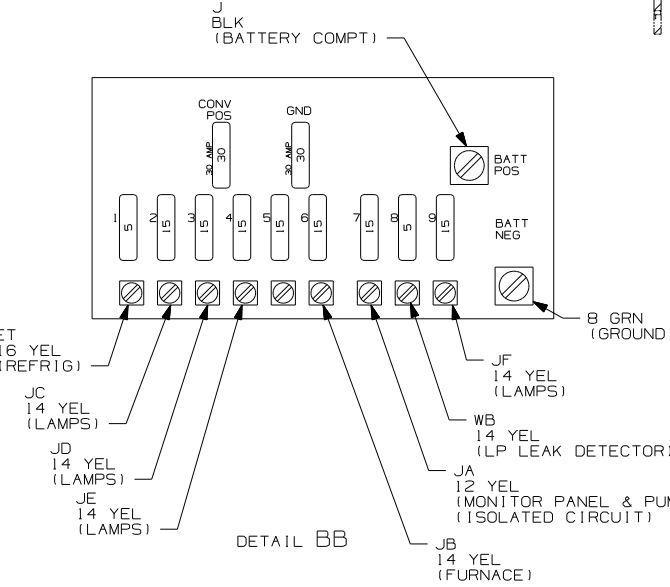 J
BLK
(BATTERY COMPT)
CONV
POS
GND
30 AMP
30
30 AMP
30
BATT
POS
1 5
2 15
3 15
4 15
5 15
6 15
7 15
8 5
9 15
BATT
NEG
8 GRN
(GROUND
ET
16 YEL
(REFRIG)
JF
14 YEL
(LAMPS)
JC
14 YEL
(LAMPS)
WB
14 YEL
(LP LEAK DETECTOR)
JD
14 YEL
(LAMPS)
JA
12 YEL
(MONITOR PANEL & PUM
(ISOLATED CIRCUIT)
JE
14 YEL
(LAMPS)
DETAIL BB
JB
14 YEL
(FURNACE)